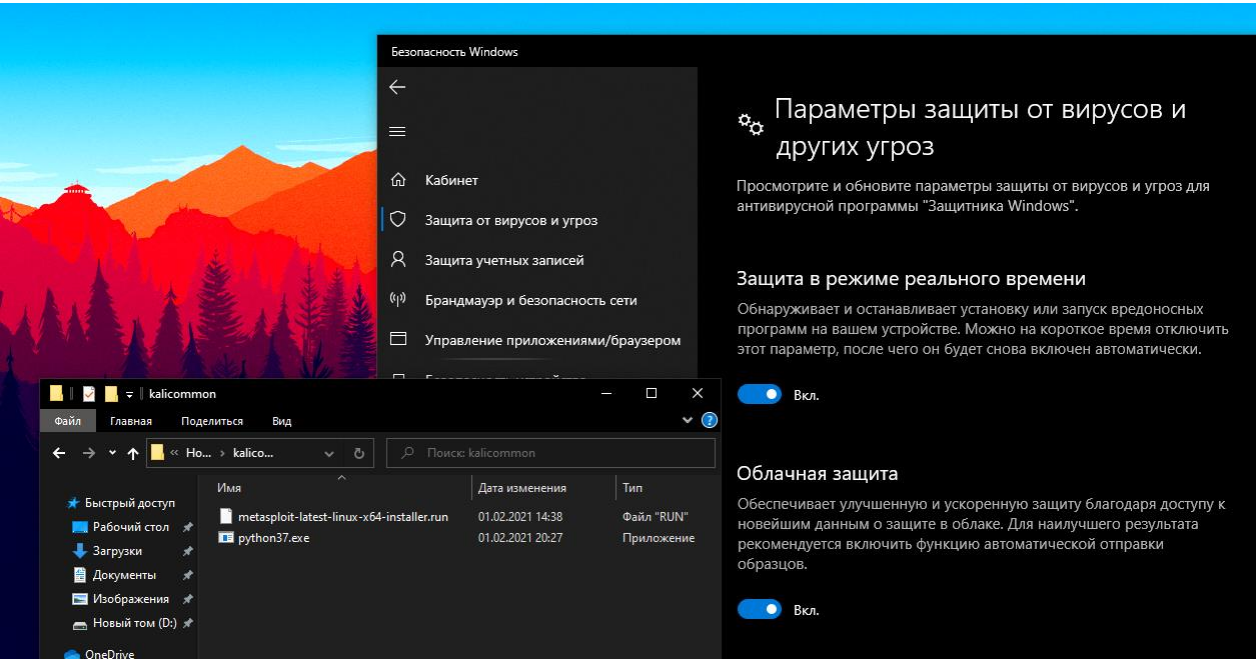 Безопасность Windows
Кабинет
Защита от вирусов и угроз
Защита учетных записей
Брандмауэр и безопасность сети
Управление приложениями/браузером
Параметры защиты от вирусов и
других угроз
Просмотрите и обновите параметры защиты от вирусов и угроз для
антивирусной программы "Защитника Windows".
Защита в режиме реального времени
Обнаруживает и останавливает установку или запуск вредоносных
программ на вашем устройстве. Можно на короткое время отключить
этот параметр, после чего он будет снова включен автоматически.
Вкл.
Облачная защита
Обеспечивает улучшенную и ускоренную защиту благодаря доступу к
новейшим данным о защите в облаке. Для наилучшего результата
рекомендуется включить функцию автоматической отправки
образцов.
Вкл.
kalicommon
Файл Главная Поделиться Вид
« Ho... › kalico... Поиск: kalicommon
Имя Дата изменения Тип
metasploit-latest-linux-x64-installer.run 01.02.2021 14:38 Файл "RUN"
python37.exe 01.02.2021 20:27 Приложение
Быстрый доступ
Рабочий стол
Загрузки
Документы
Изображения
Новый том (D:)
OneDrive